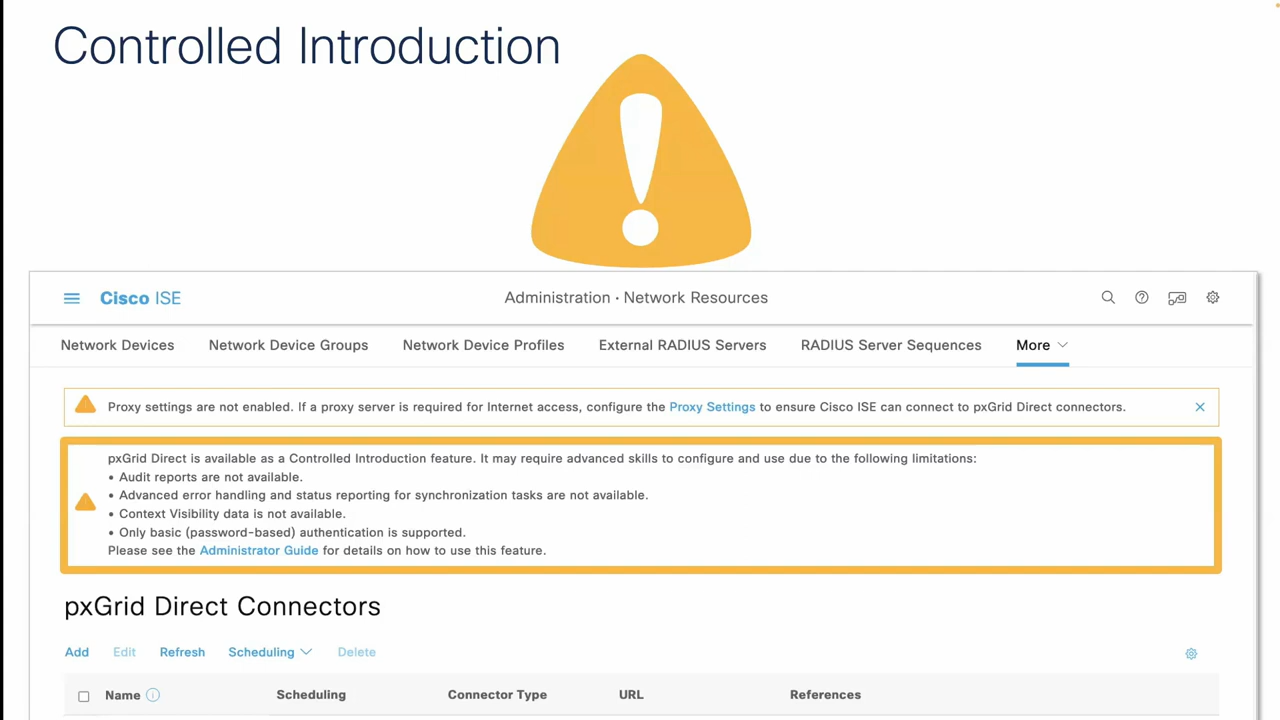 Controlled Introduction
Cisco ISE
Administration · Network Resources
Network Devices Network Device Groups Network Device Profiles External RADIUS Servers RADIUS Server Sequences More
Proxy settings are not enabled. If a proxy server is required for Internet access, configure the Proxy Settings to ensure Cisco ISE can connect to pxGrid Direct connectors.
pxGrid Direct is available as a Controlled Introduction feature. It may require advanced skills to configure and use due to the following limitations:
• Audit reports are not available.
• Advanced error handling and status reporting for synchronization tasks are not available.
• Context Visibility data is not available.
• Only basic (password-based) authentication is supported.
Please see the Administrator Guide for details on how to use this feature.
pxGrid Direct Connectors
Add Edit Refresh Scheduling Delete
Name Scheduling Connector Type URL References